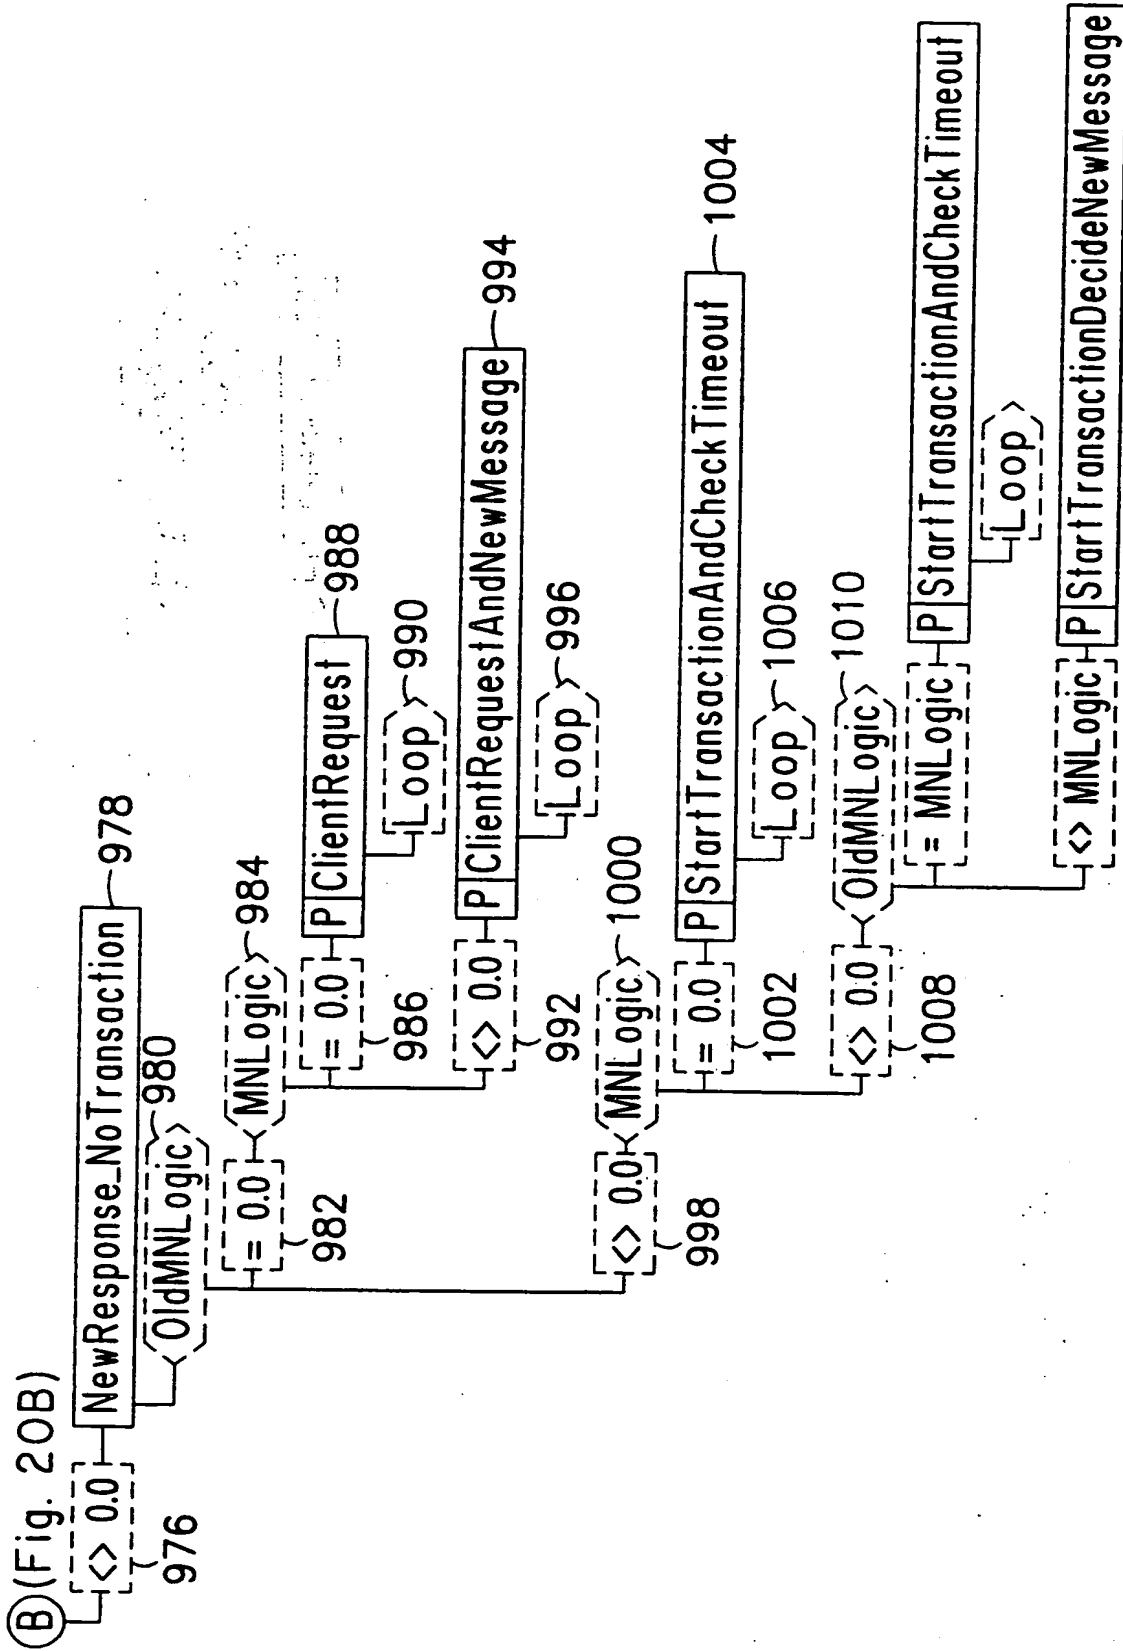 B (Fig. 20B)
<> 0.0 NewResponse_NoTransaction 978
976
OldMNLogic 980
= 0.0 MNLogic 984
982
= 0.0 P ClientRequest 988
986
Loop 990
<> 0.0 P ClientRequestAndNewMessage 994
992
Loop 996
<> 0.0 MNLogic 1000
998
= 0.0 P StartTransactionAndCheckTimeout 1004
1002
Loop 1006
<> 0.0 OldMNLogic 1010
1008
= MNLogic P StartTransactionAndCheckTimeout
Loop
<> MNLogic P StartTransactionDecideNewMessage